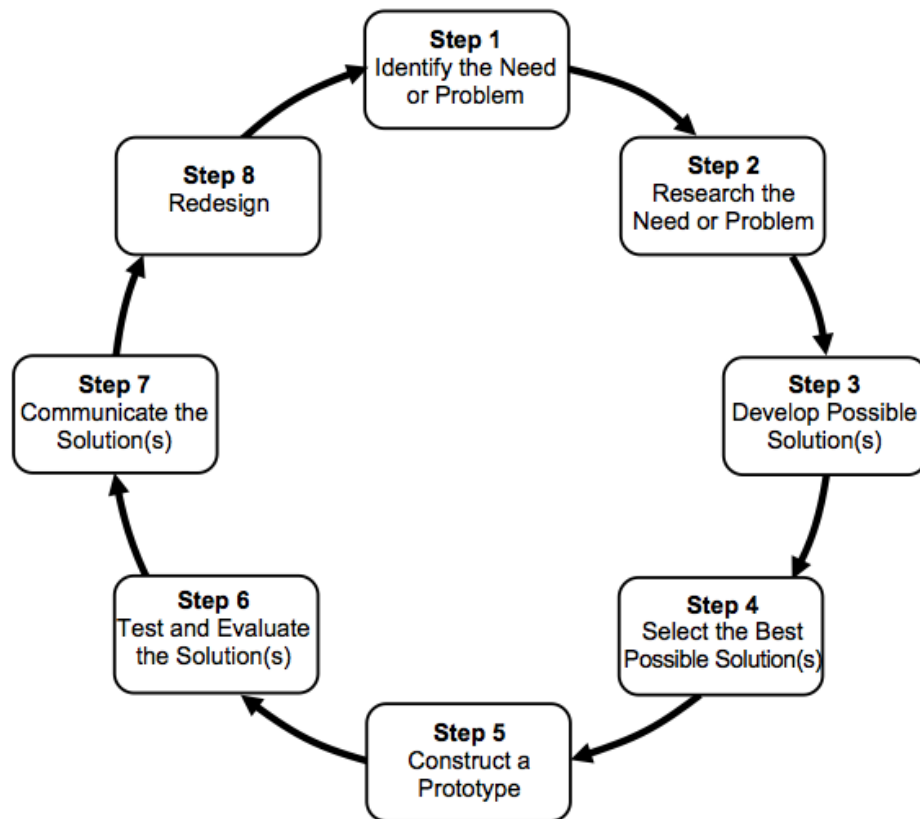 Step 1
Identify the Need
or Problem
Step 2
Research the
Need or Problem
Step 3
Develop Possible
Solution(s)
Step 4
Select the Best
Possible Solution(s)
Step 5
Construct a
Prototype
Step 6
Test and Evaluate
the Solution(s)
Step 7
Communicate the
Solution(s)
Step 8
Redesign